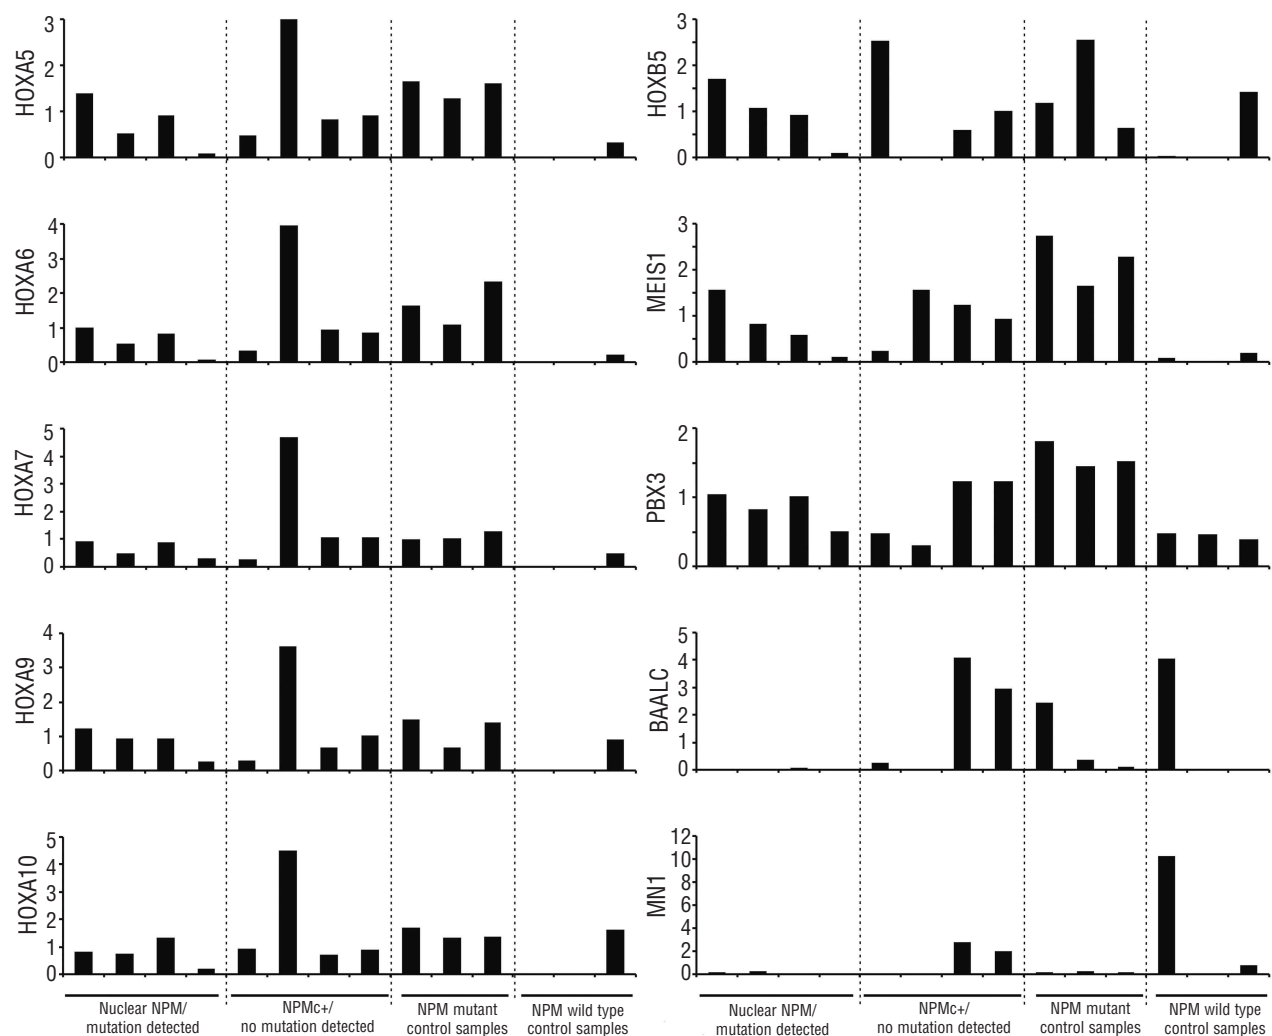 HOXA5
3
2
1
0
HOXB5
3
2
1
0
HOXA6
4
3
2
1
0
MEIS1
3
2
1
0
HOXA7
5
4
3
2
1
0
PBX3
2
1
0
HOXA9
4
3
2
1
0
BAALC
5
4
3
2
1
0
HOXA10
5
4
3
2
1
0
MN1
12
10
8
6
4
2
0
Nuclear NPM/
mutation detected
NPMc+/
no mutation detected
NPM mutant
control samples
NPM wild type
control samples
Nuclear NPM/
mutation detected
NPMc+/
no mutation detected
NPM mutant
control samples
NPM wild type
control samples